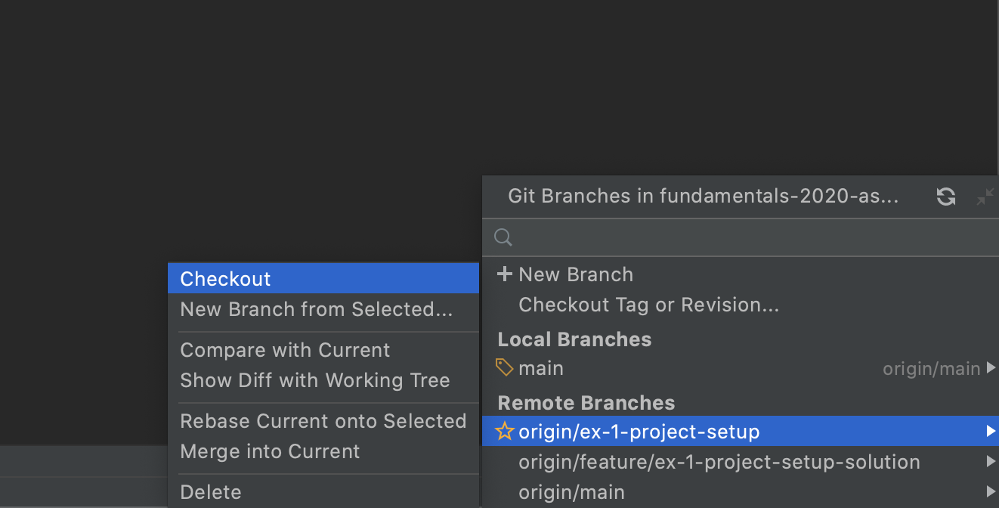 Git Branches in fundamentals-2020-as...
New Branch
Checkout Tag or Revision...
Local Branches
main origin/main
Remote Branches
origin/ex-1-project-setup
origin/feature/ex-1-project-setup-solution
origin/main
Checkout
New Branch from Selected...
Compare with Current
Show Diff with Working Tree
Rebase Current onto Selected
Merge into Current
Delete